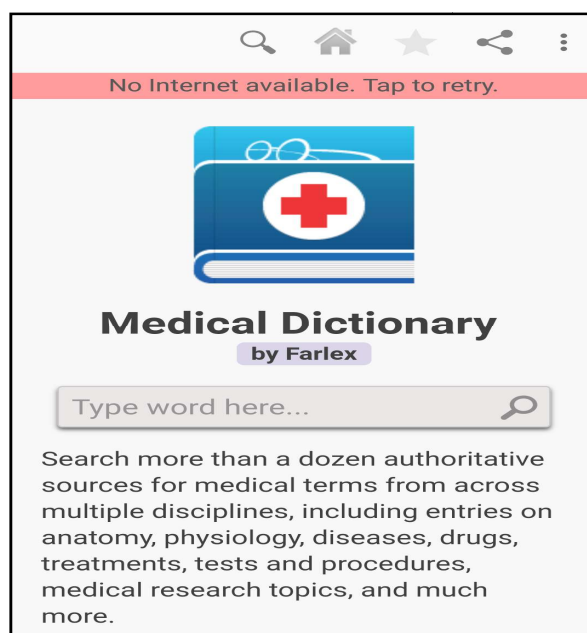 No Internet available. Tap to retry.
Medical Dictionary
by Farlex
Type word here...
Search more than a dozen authoritative
sources for medical terms from across
multiple disciplines, including entries on
anatomy, physiology, diseases, drugs,
treatments, tests and procedures,
medical research topics, and much
more.